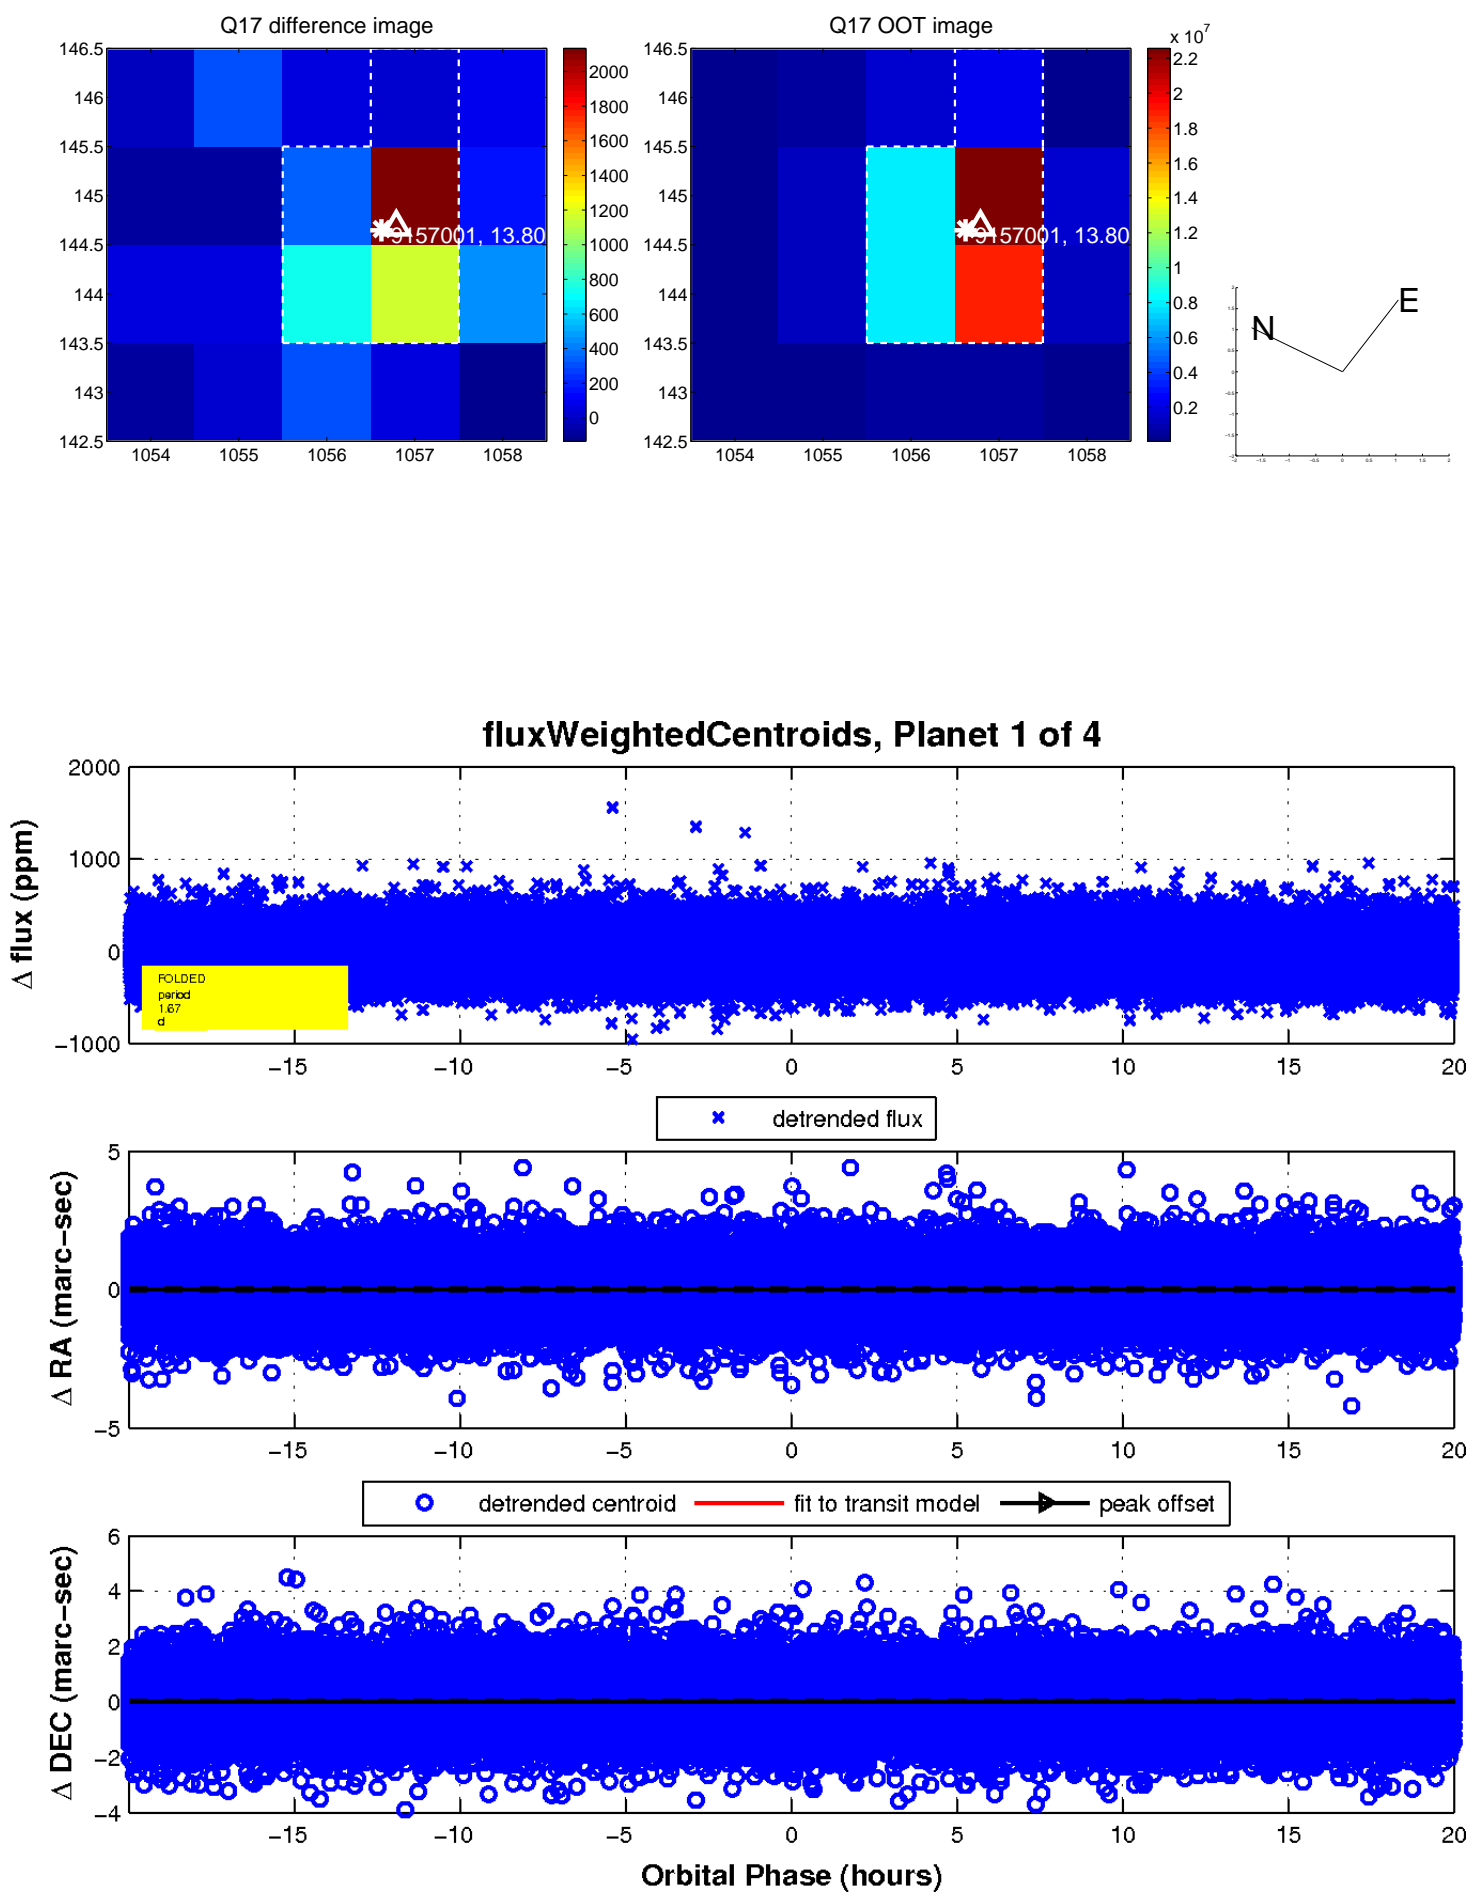 Q17 difference image
146.5
146
145.5
145
144.5
144
143.5
143
142.5
1054 1055 1056 1057 1058
9157001, 13.80
2000
1800
1600
1400
1200
1000
800
600
400
200
0
Q17 OOT image
146.5
146
145.5
145
144.5
144
143.5
143
142.5
1054 1055 1056 1057 1058
9157001, 13.80
x 10^7
2.2
2
1.8
1.6
1.4
1.2
1
0.8
0.6
0.4
0.2
N
E
fluxWeightedCentroids, Planet 1 of 4
Δ flux (ppm)
2000
1000
0
−1000
FOLDED
period
1.67
d
−15 −10 −5 0 5 10 15 20
detrended flux
Δ RA (marc−sec)
5
0
−5
−15 −10 −5 0 5 10 15 20
detrended centroid fit to transit model peak offset
Δ DEC (marc−sec)
6
4
2
0
−2
−4
−15 −10 −5 0 5 10 15 20
Orbital Phase (hours)